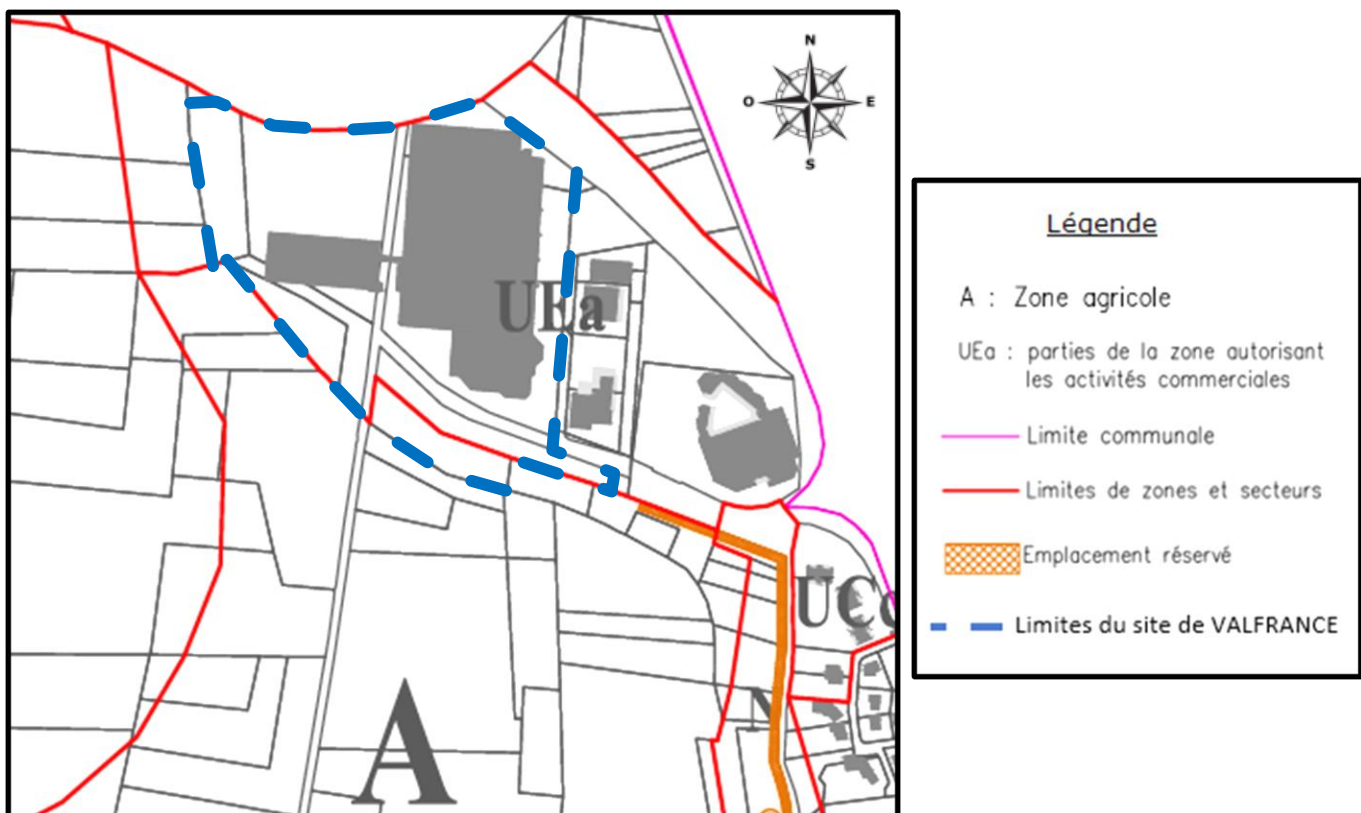 N
O E
S
UEa
UC
N
A
Légende
A : Zone agricole
UEa : parties de la zone autorisant
les activités commerciales
Limite communale
Limites de zones et secteurs
Emplacement réservé
Limites du site de VALFRANCE